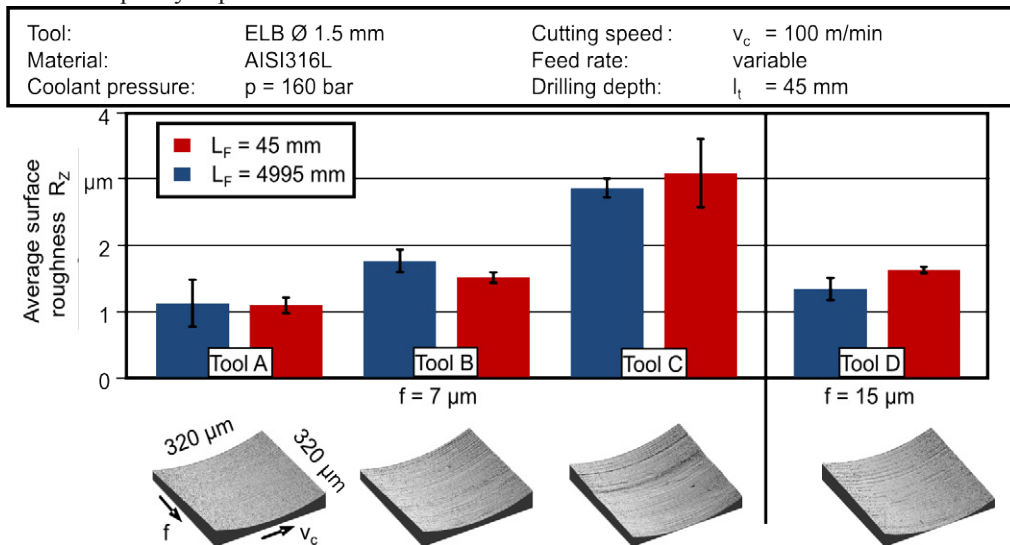 Tool: ELB Ø 1.5 mm Cutting speed: v_c = 100 m/min
Material: AISI316L Feed rate: variable
Coolant pressure: p = 160 bar Drilling depth: l_t = 45 mm
Average surface
roughness R_Z
4
µm
2
1
0
L_F = 45 mm
L_F = 4995 mm
Tool A
Tool B
Tool C
Tool D
f = 7 µm
f = 15 µm
320 µm
320 µm
f
v_c